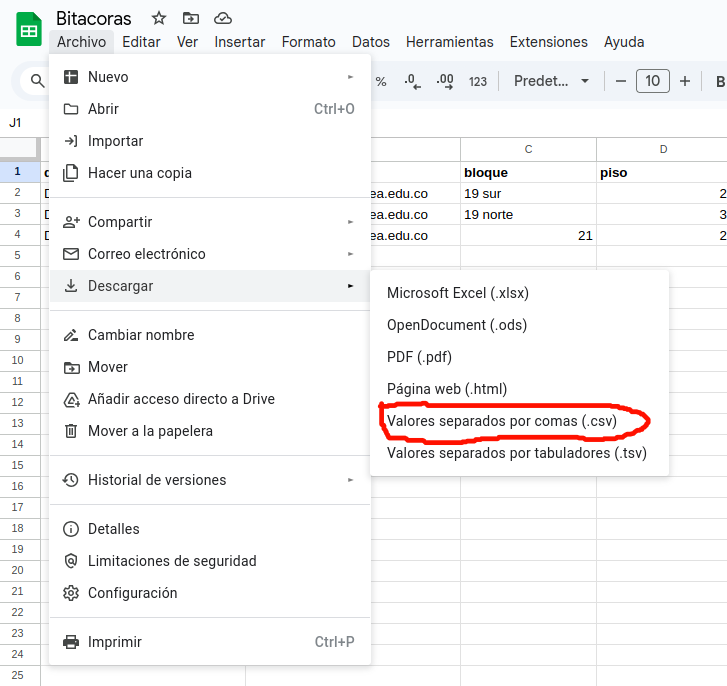 Bitacoras
Archivo Editar Ver Insertar Formato Datos Herramientas Extensiones Ayuda
% .0 .00 123 Predet... − 10 + B
J1
C D
1 bloque piso
2 ea.edu.co 19 sur 2
3 ea.edu.co 19 norte 3
4 ea.edu.co 21 2
5
6
7
8
9
10
11
12
13
14
15
16
17
18
19
20
21
22
23
24
25
Nuevo
Abrir Ctrl+O
Importar
Hacer una copia
Compartir
Correo electrónico
Descargar
Cambiar nombre
Mover
Añadir acceso directo a Drive
Mover a la papelera
Historial de versiones
Detalles
Limitaciones de seguridad
Configuración
Imprimir Ctrl+P
Microsoft Excel (.xlsx)
OpenDocument (.ods)
PDF (.pdf)
Página web (.html)
Valores separados por comas (.csv)
Valores separados por tabuladores (.tsv)